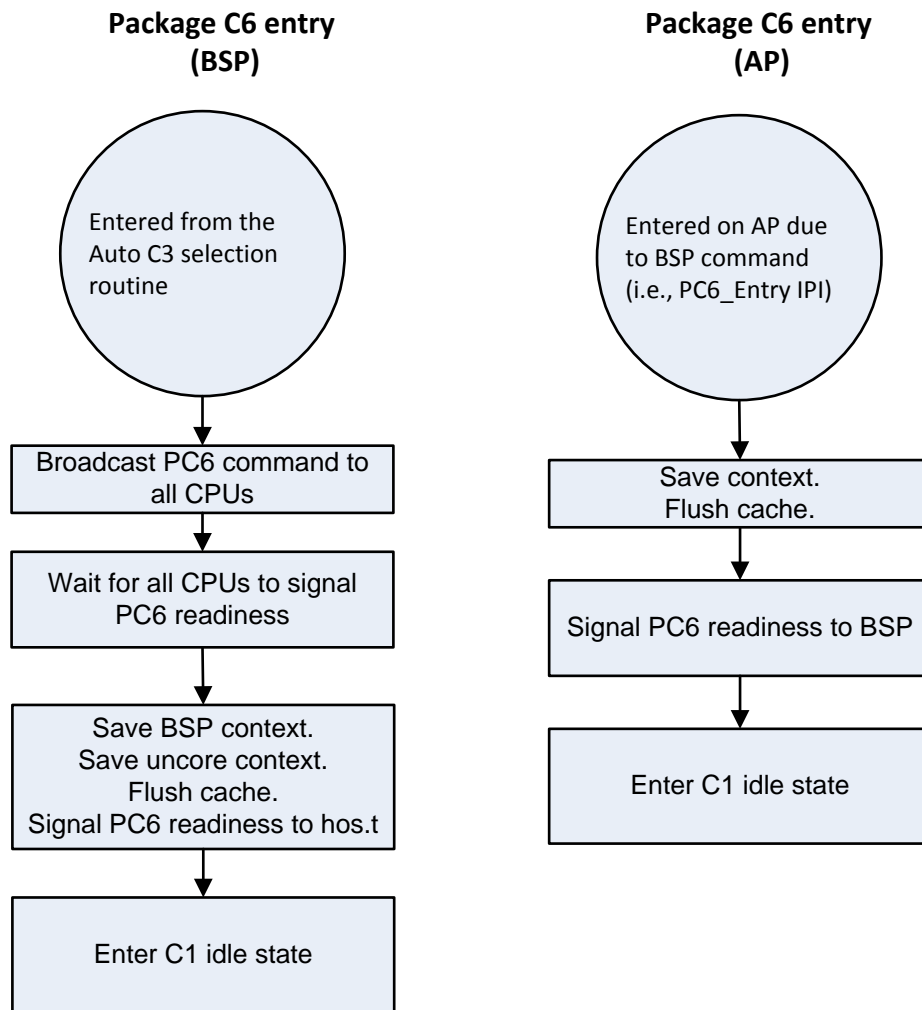 Package C6 entry
(BSP)
Entered from the
Auto C3 selection
routine
Broadcast PC6 command to
all CPUs
Wait for all CPUs to signal
PC6 readiness
Save BSP context.
Save uncore context.
Flush cache.
Signal PC6 readiness to hos.t
Enter C1 idle state
Package C6 entry
(AP)
Entered on AP due
to BSP command
(i.e., PC6_Entry IPI)
Save context.
Flush cache.
Signal PC6 readiness to BSP
Enter C1 idle state